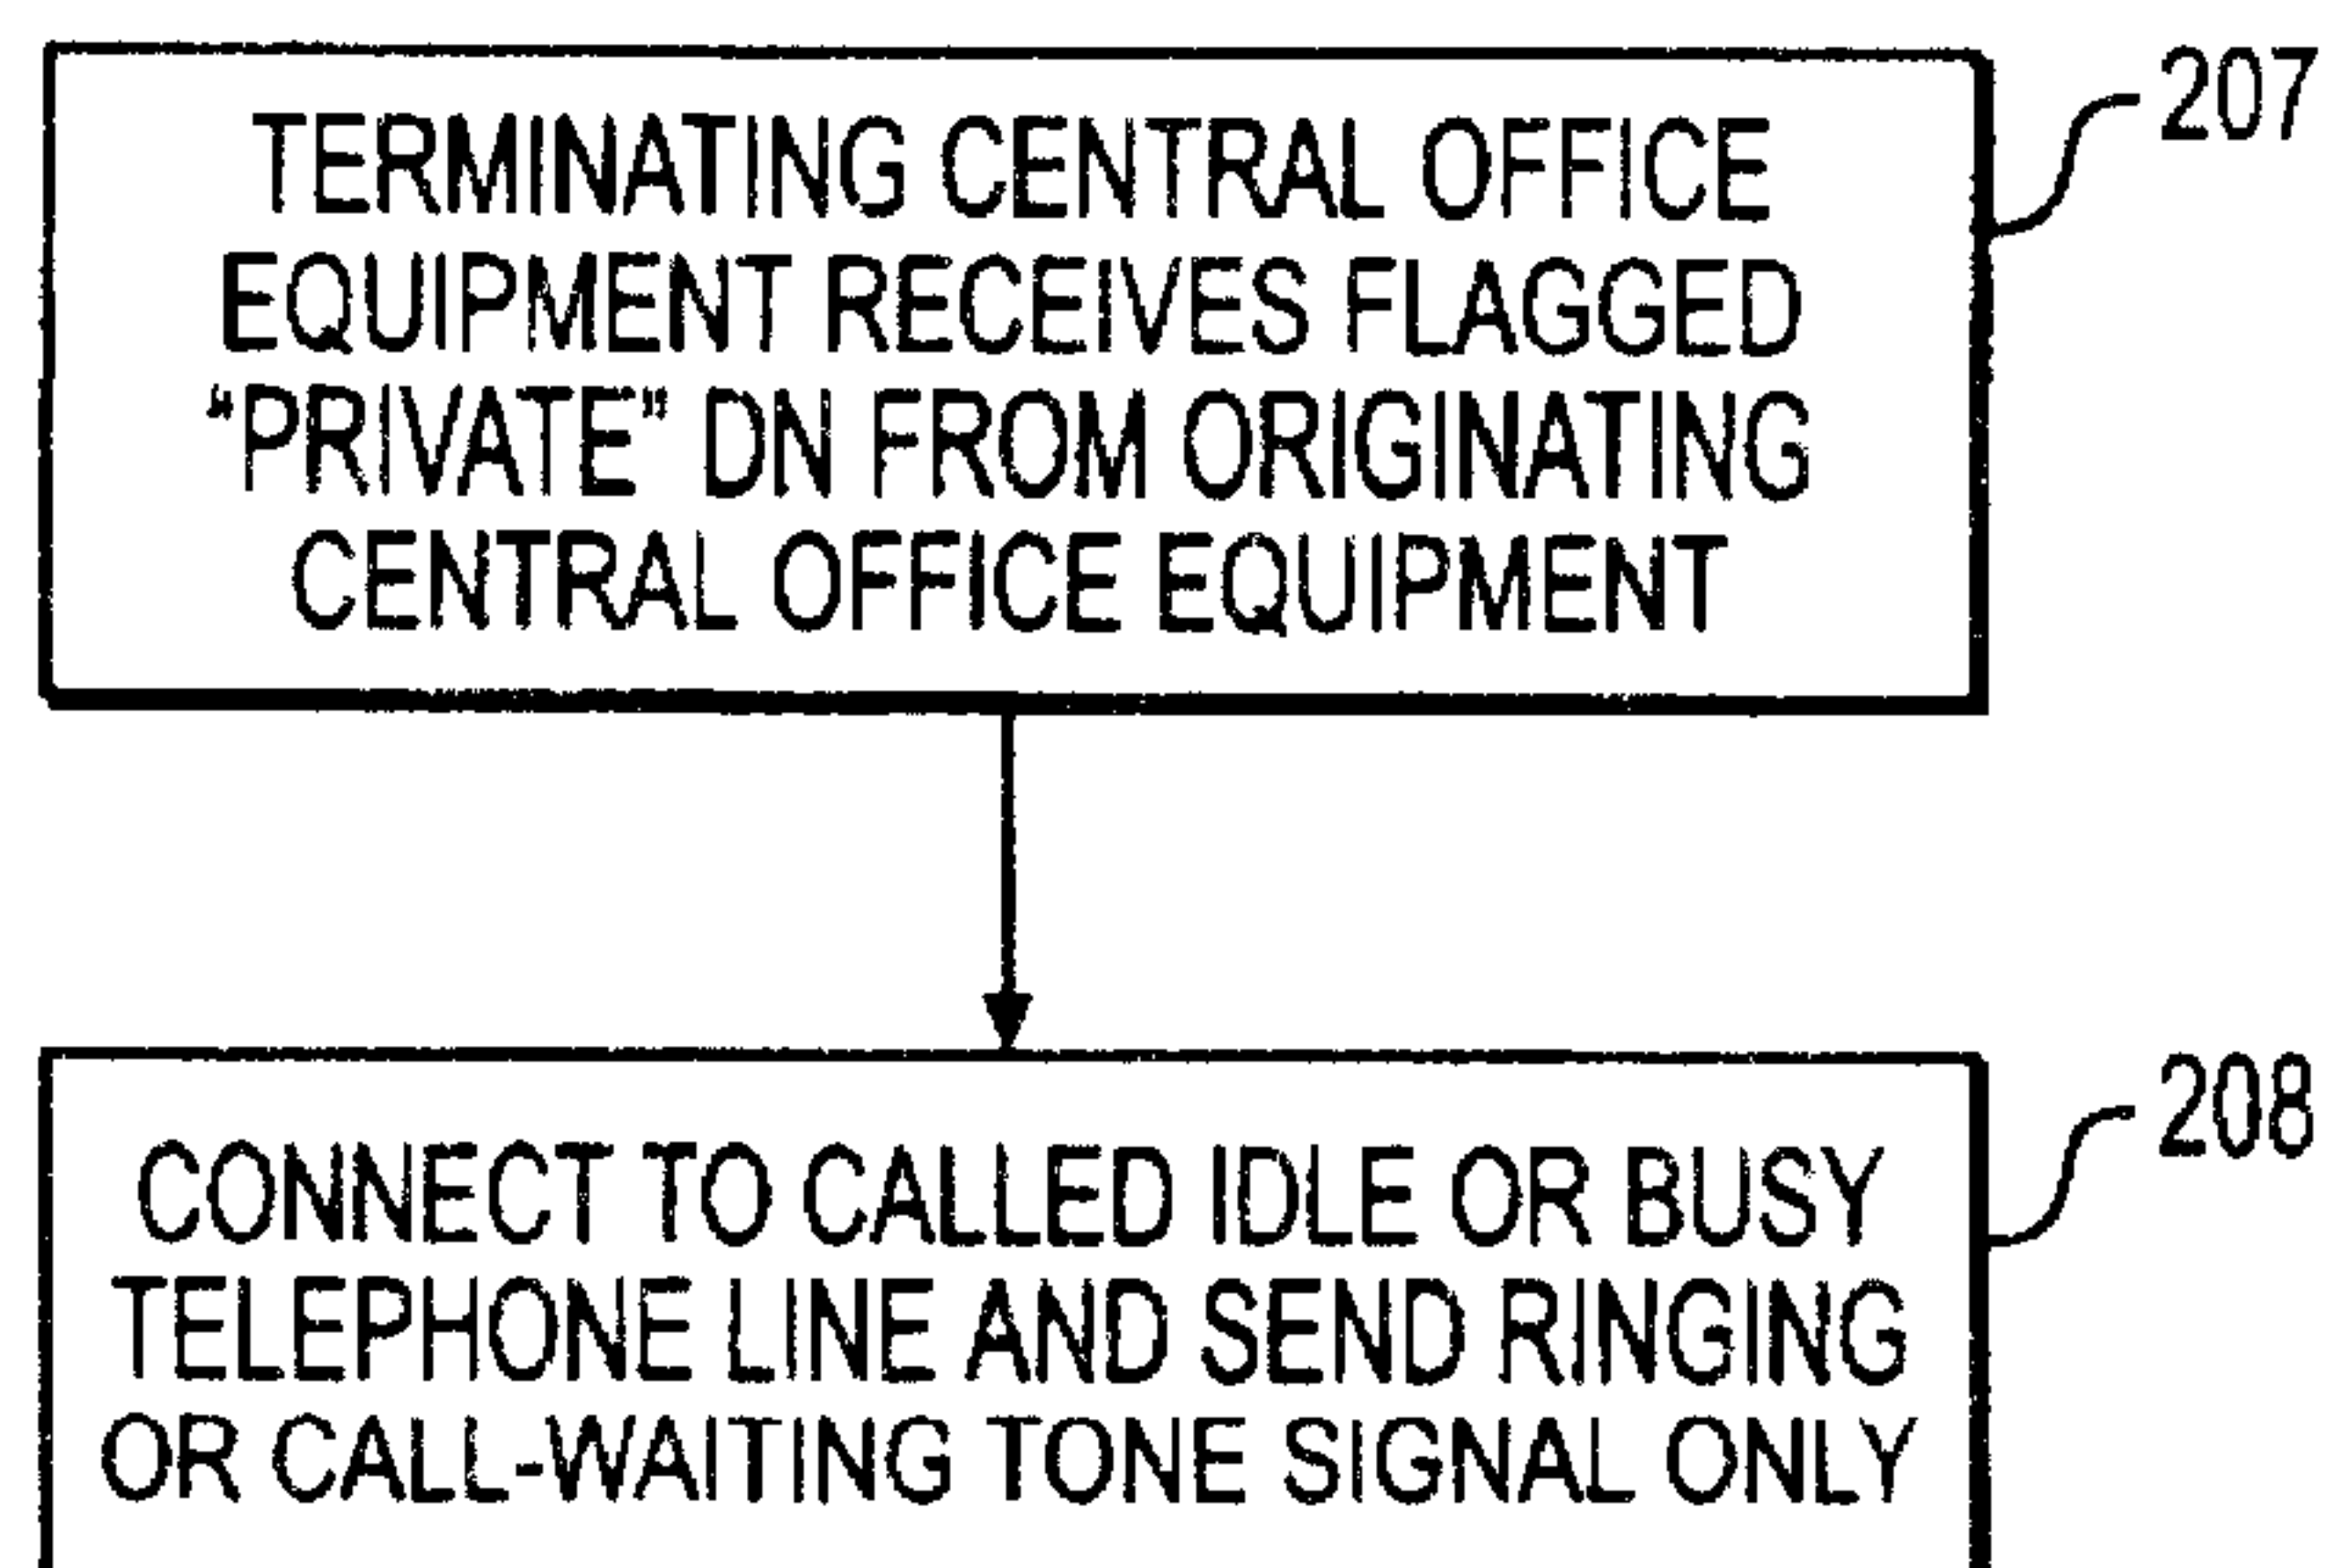 207
TERMINATING CENTRAL OFFICE
EQUIPMENT RECEIVES FLAGGED
"PRIVATE" DN FROM ORIGINATING
CENTRAL OFFICE EQUIPMENT
208
CONNECT TO CALLED IDLE OR BUSY
TELEPHONE LINE AND SEND RINGING
OR CALL-WAITING TONE SIGNAL ONLY